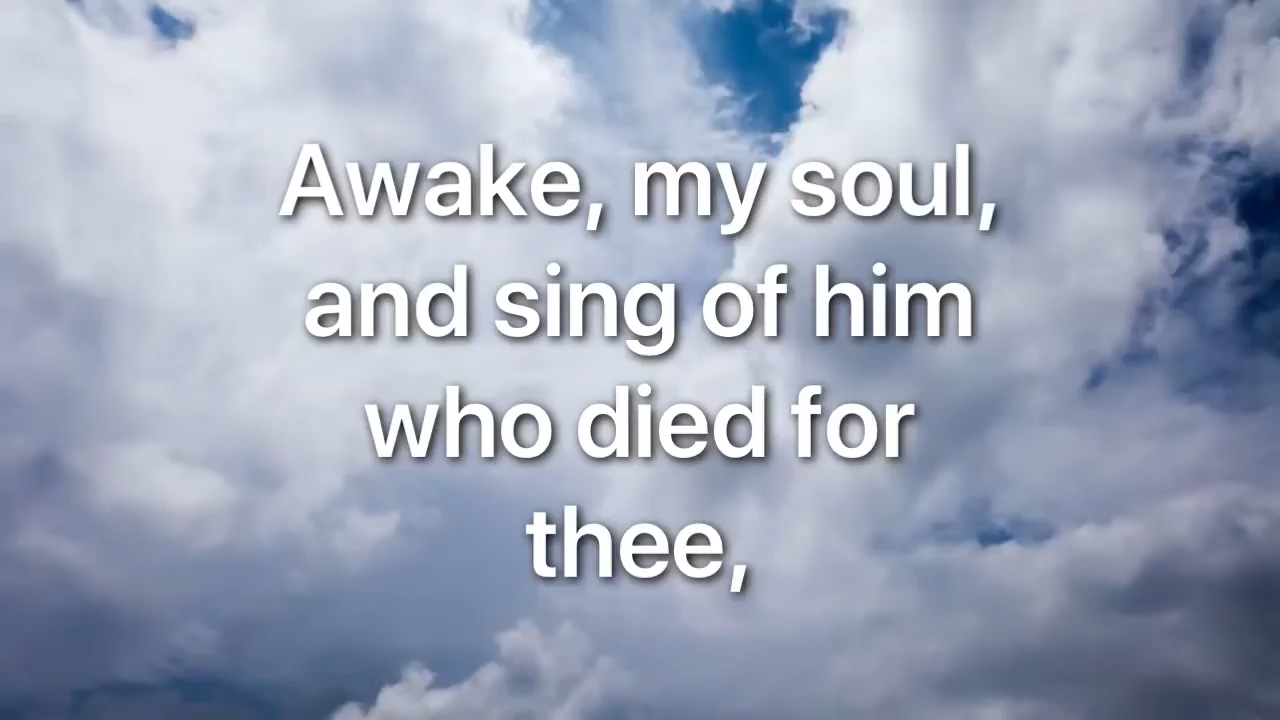 Awake, my soul,
and sing of him
who died for
thee,